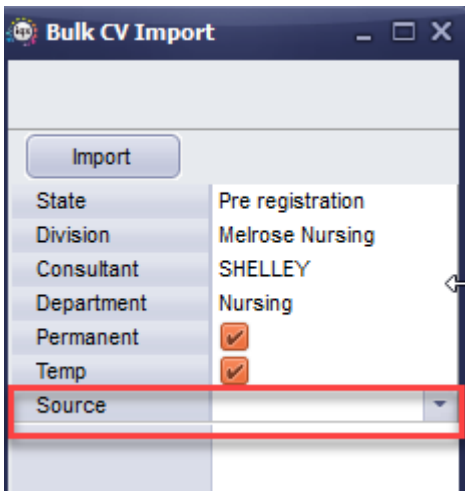 Bulk CV Import
Import
State Pre registration
Division Melrose Nursing
Consultant SHELLEY
Department Nursing
Permanent
Temp
Source